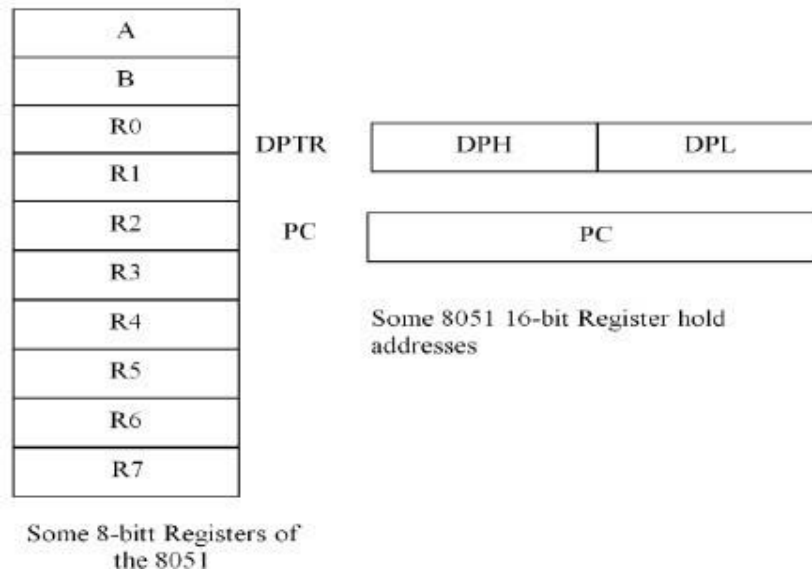 A
B
R0
R1
R2
R3
R4
R5
R6
R7
Some 8-bitt Registers of
the 8051
DPTR
DPH
DPL
PC
PC
Some 8051 16-bit Register hold
addresses